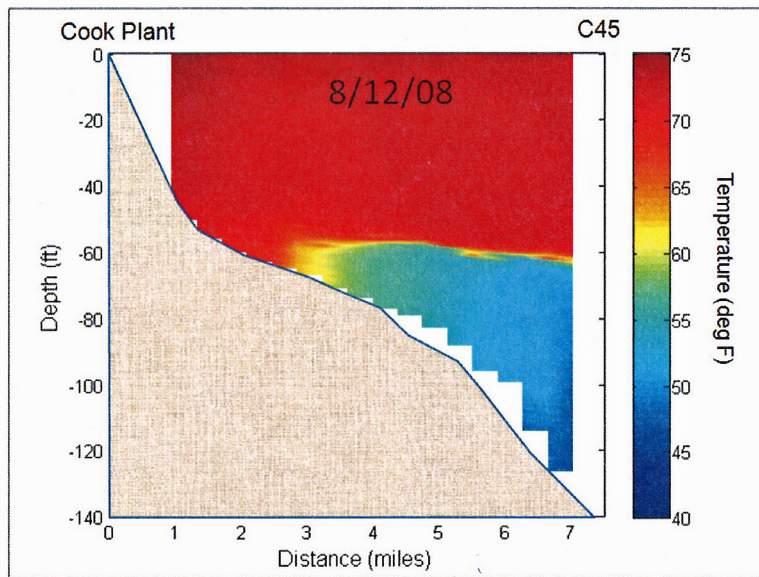 Cook Plant
C45
8/12/08
0
-20
-40
-60
-80
-100
-120
-140
Depth (ft)
0 1 2 3 4 5 6 7
Distance (miles)
75
70
65
60
55
50
45
40
Temperature (deg F)